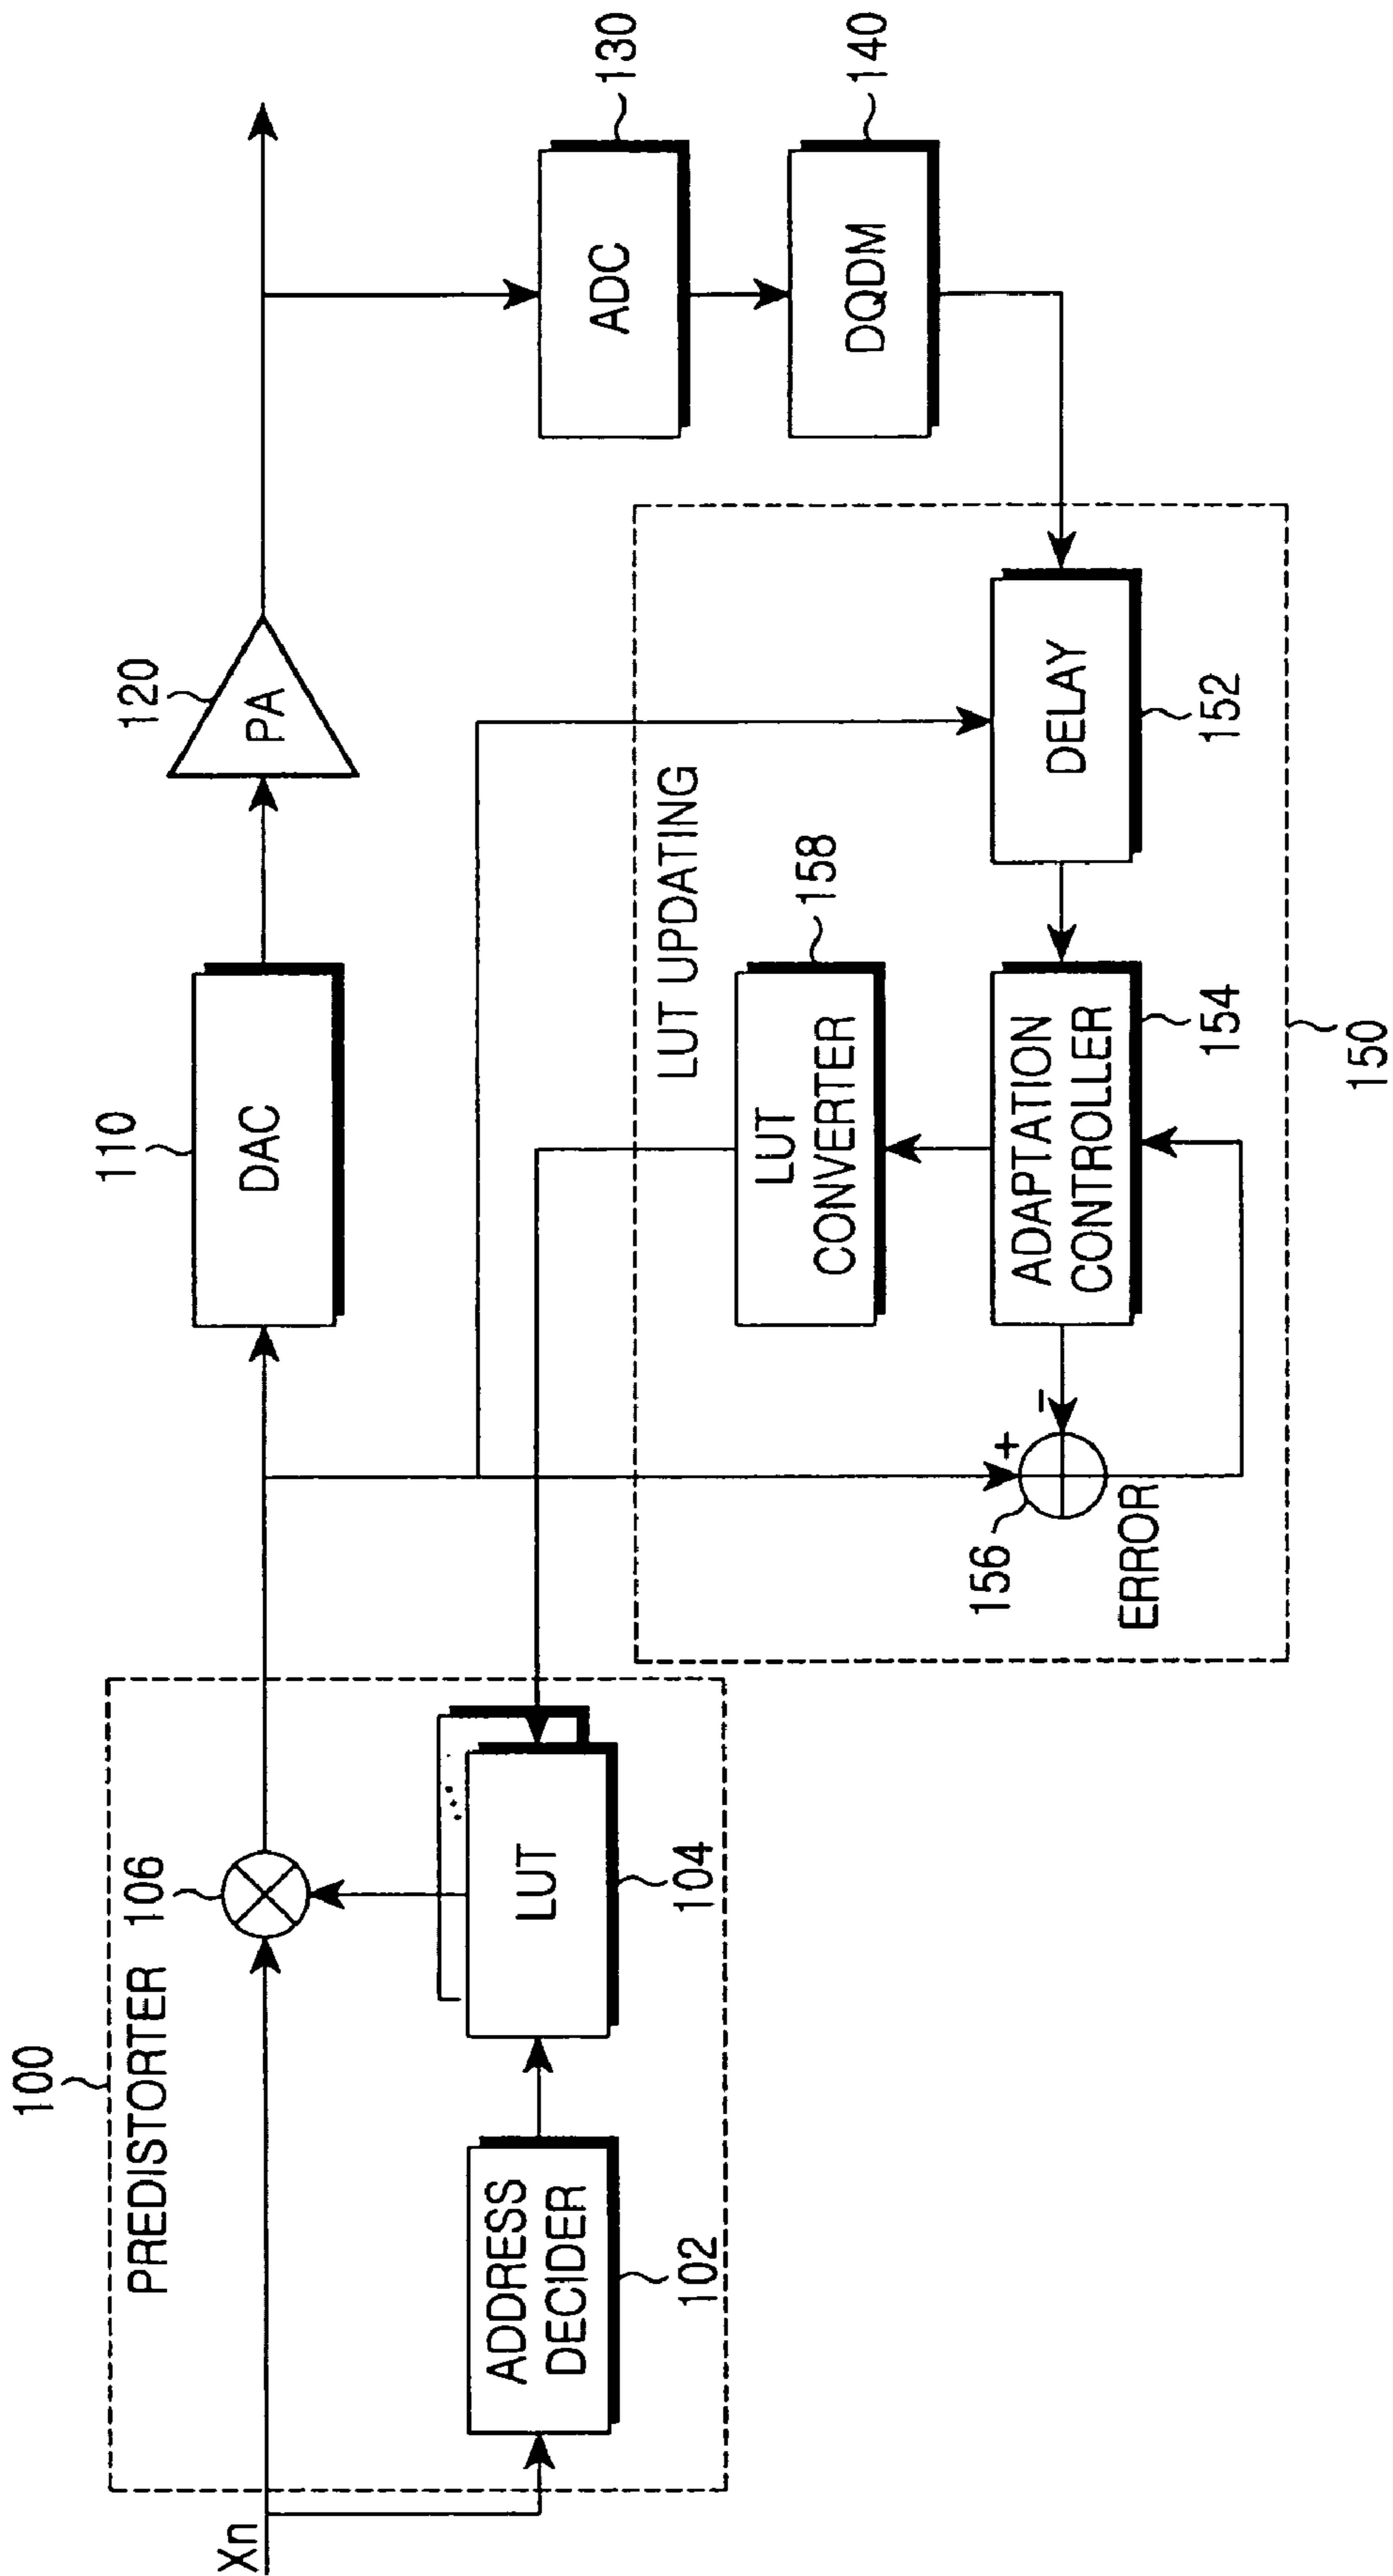 100
PREDISTORTER
106
Xn
ADDRESS
DECIDER
102
LUT
104
110
DAC
120
PA
ADC
130
DQDM
140
LUT UPDATING
LUT
CONVERTER
158
DELAY
152
ADAPTATION
CONTROLLER
154
+
−
156
ERROR
150